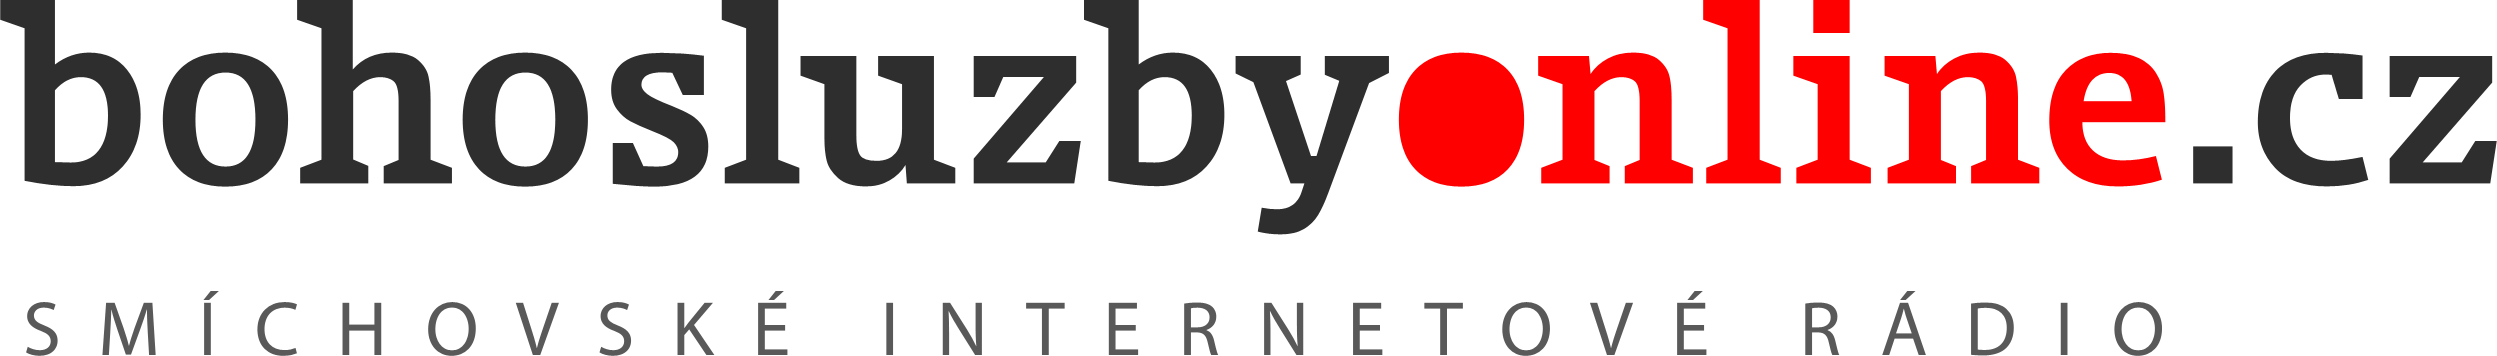 bohosluzbyonline.cz
SMÍCHOVSKÉ INTERNETOVÉ RÁDIO